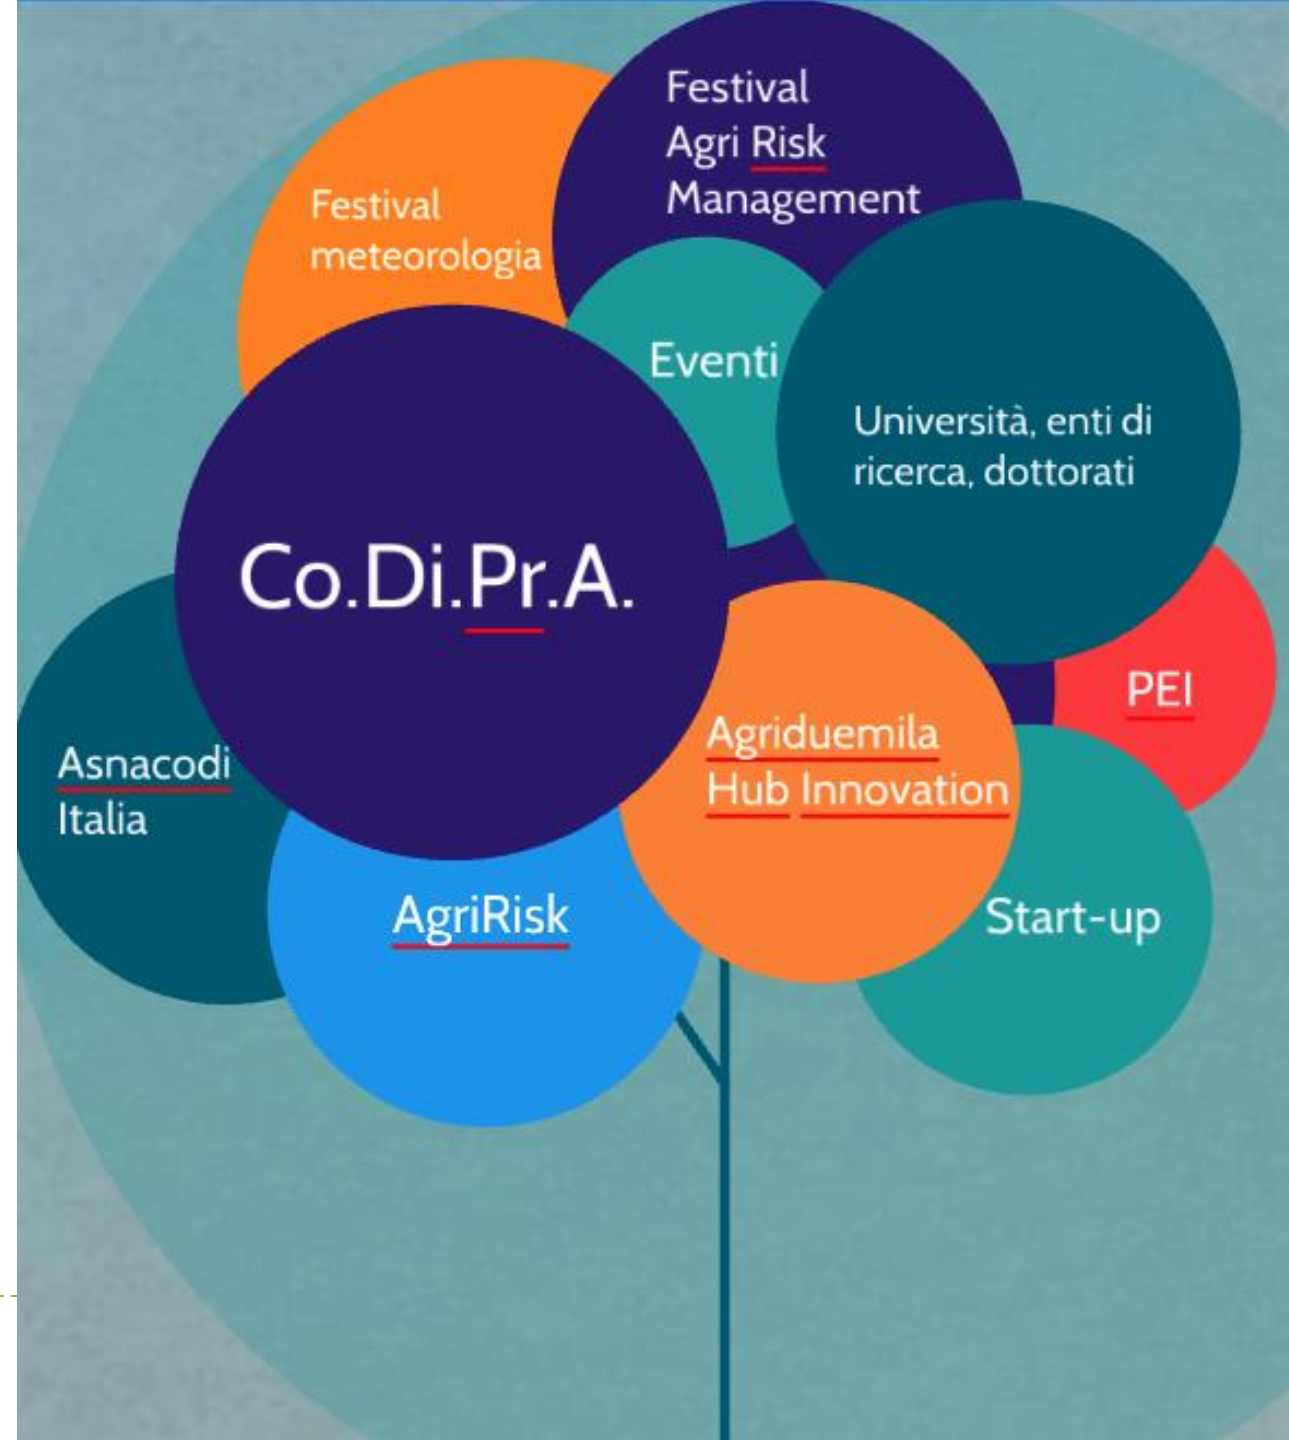 Festival
Agri Risk
Management
Festival
meteorologia
Eventi
Università, enti di
ricerca, dottorati
Co.Di.Pr.A.
PEI
Agriduemila
Hub Innovation
Asnacodi
Italia
AgriRisk
Start-up